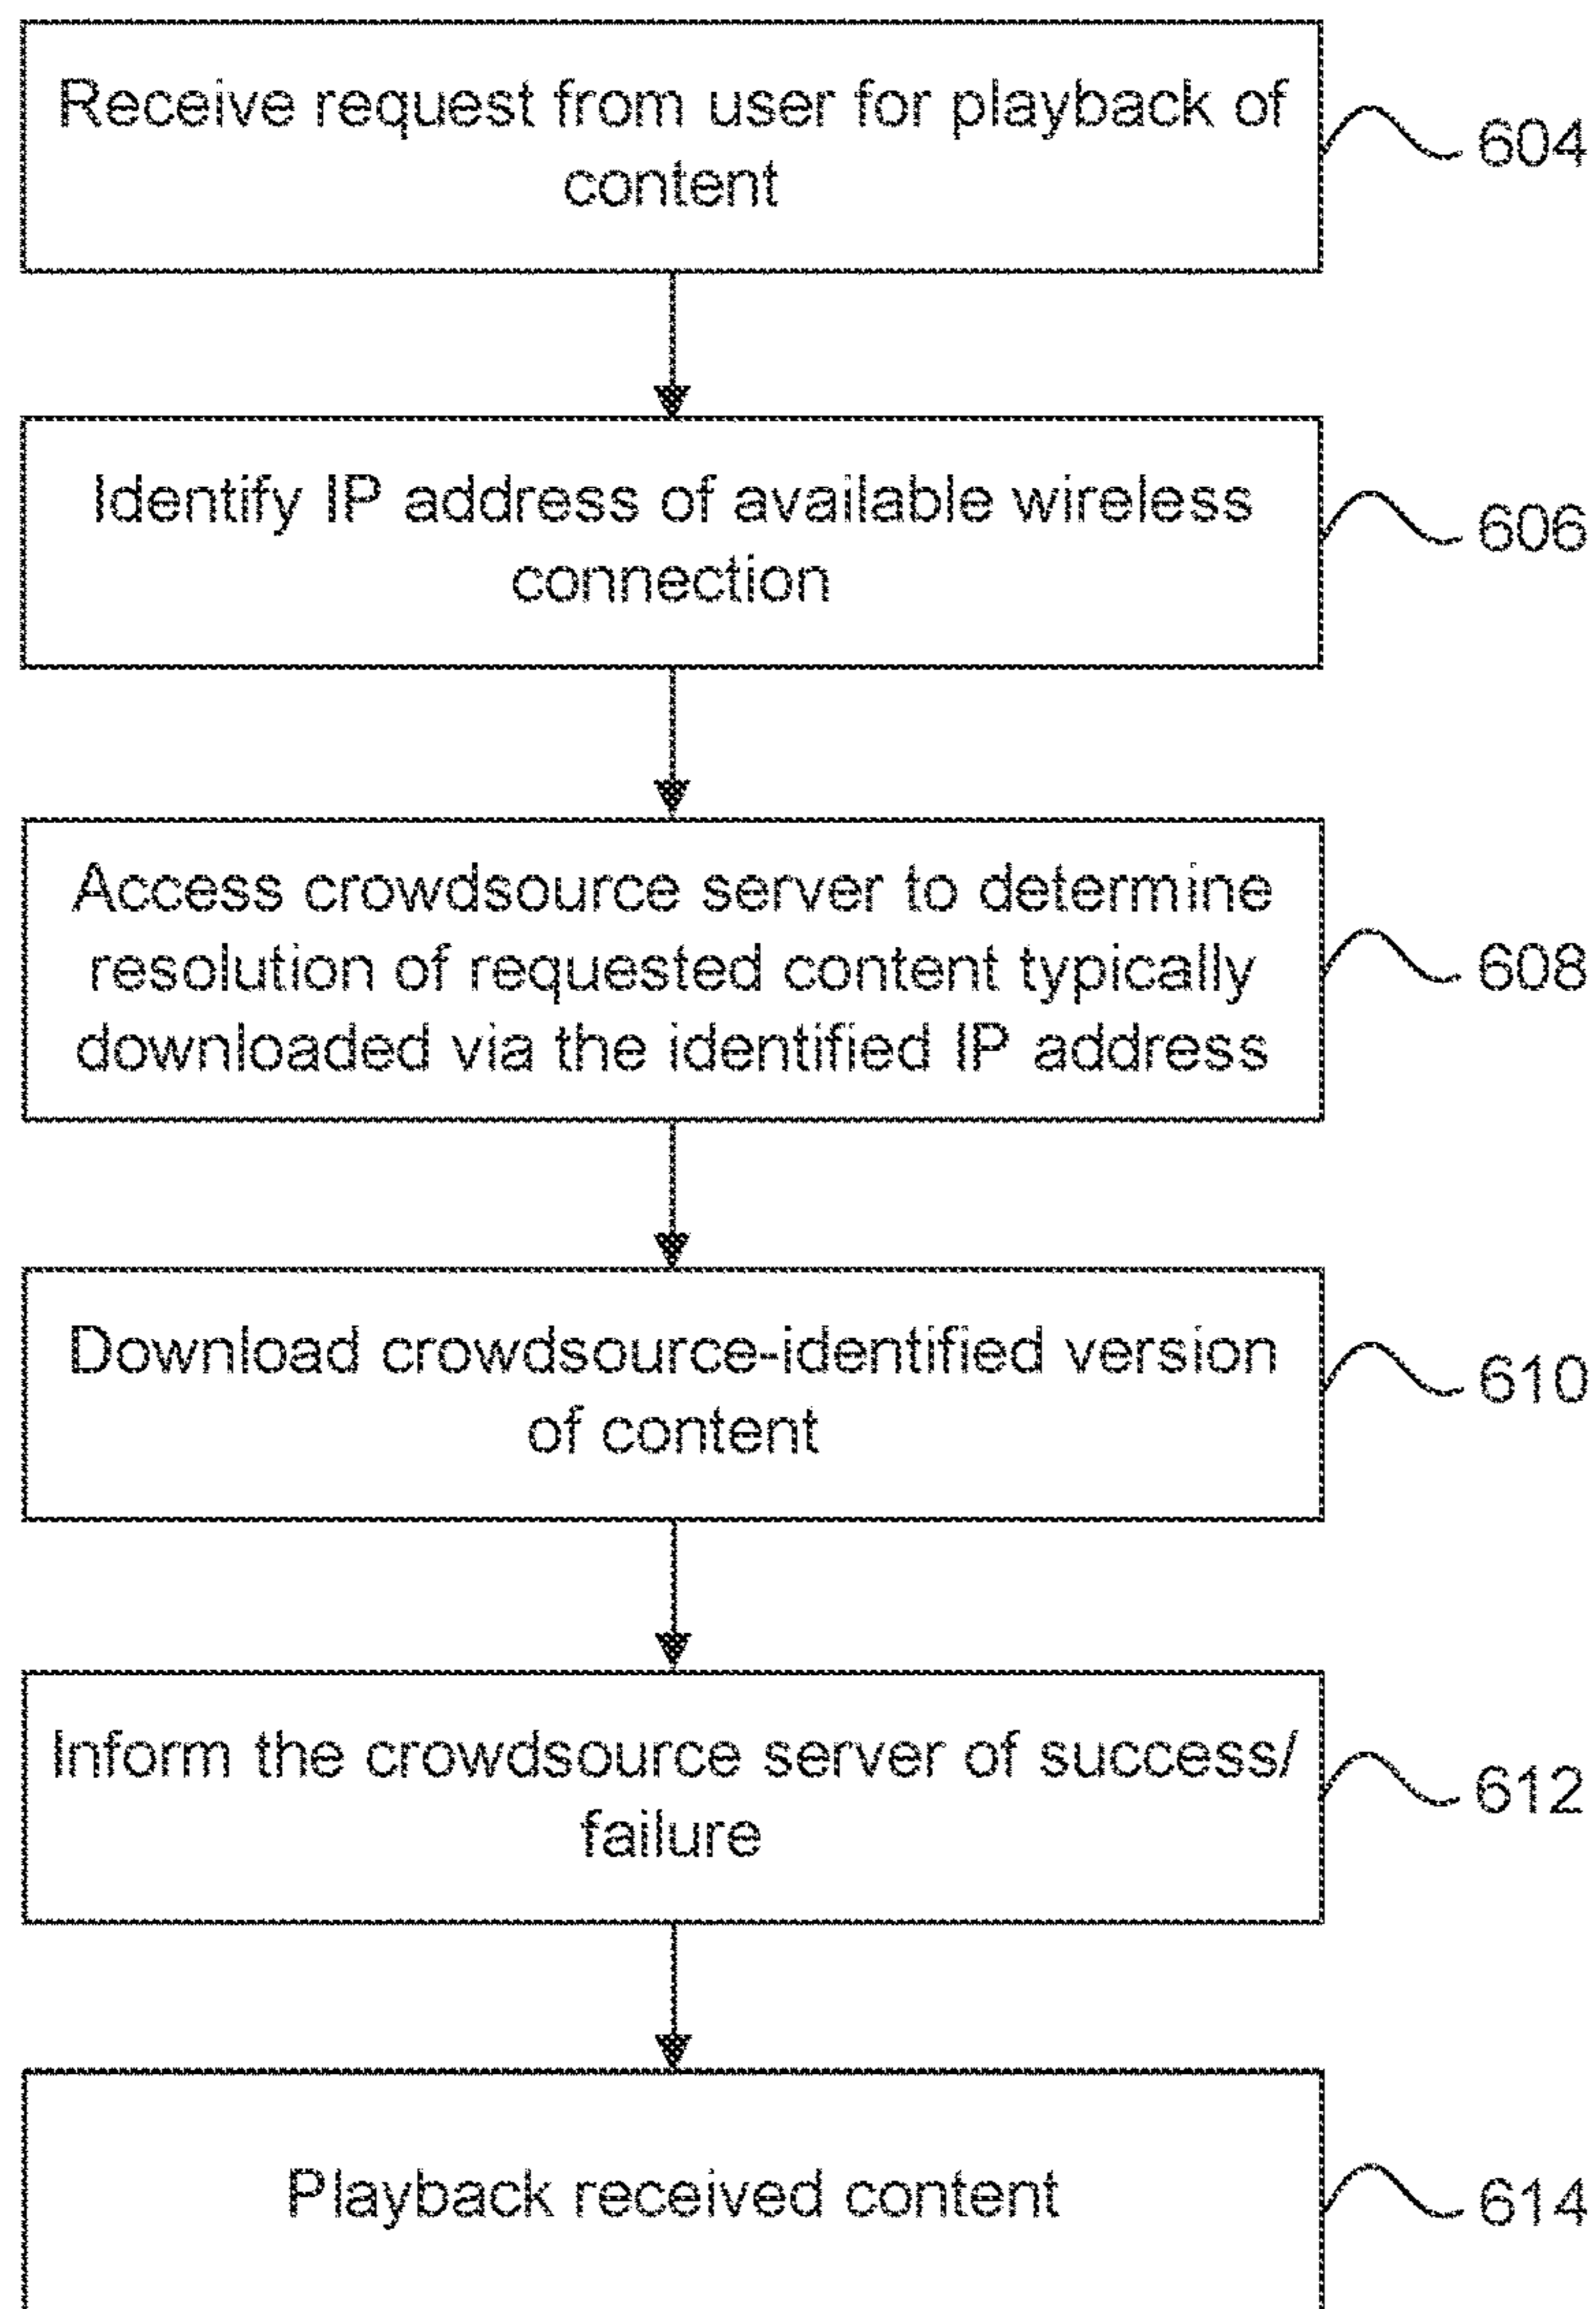 Receive request from user for playback of
content
604
Identify IP address of available wireless
connection
606
Access crowdsource server to determine
resolution of requested content typically
downloaded via the identified IP address
608
Download crowdsource-identified version
of content
610
Inform the crowdsource server of success/
failure
612
Playback received content
614